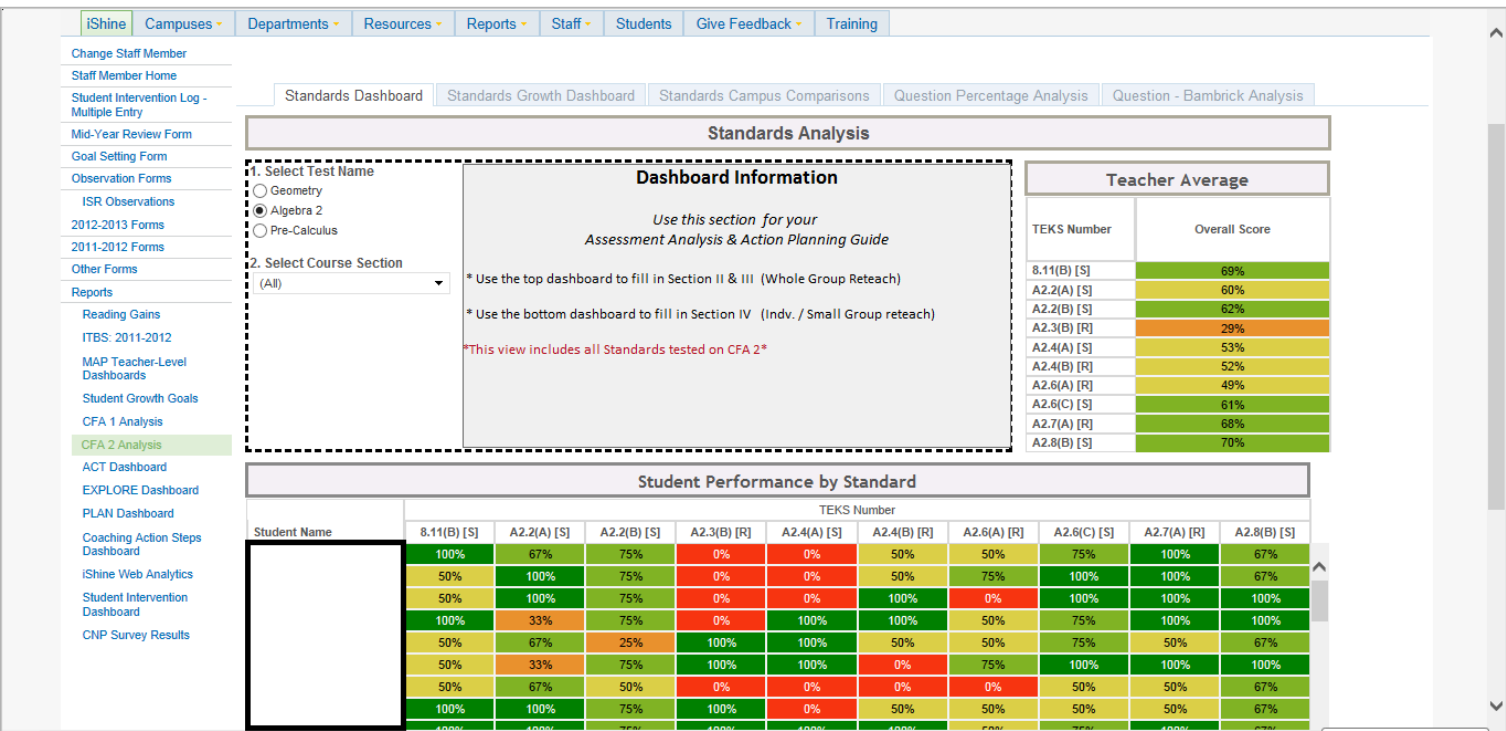 iShine Campuses Departments Resources Reports Staff Students Give Feedback Training
Change Staff Member
Staff Member Home
Student Intervention Log -
Multiple Entry
Mid-Year Review Form
Goal Setting Form
Observation Forms
ISR Observations
2012-2013 Forms
2011-2012 Forms
Other Forms
Reports
Reading Gains
ITBS: 2011-2012
MAP Teacher-Level
Dashboards
Student Growth Goals
CFA 1 Analysis
CFA 2 Analysis
ACT Dashboard
EXPLORE Dashboard
PLAN Dashboard
Coaching Action Steps
Dashboard
iShine Web Analytics
Student Intervention
Dashboard
CNP Survey Results
Standards Dashboard Standards Growth Dashboard Standards Campus Comparisons Question Percentage Analysis Question - Bambrick Analysis
Standards Analysis
1. Select Test Name
Geometry
Algebra 2
Pre-Calculus
2. Select Course Section
(All)
Dashboard Information
Use this section for your
Assessment Analysis & Action Planning Guide
* Use the top dashboard to fill in Section II & III (Whole Group Reteach)
* Use the bottom dashboard to fill in Section IV (Indv. / Small Group reteach)
*This view includes all Standards tested on CFA 2*
Teacher Average
TEKS Number Overall Score
8.11(B) [S] 69%
A2.2(A) [S] 60%
A2.2(B) [S] 62%
A2.3(B) [R] 29%
A2.4(A) [S] 53%
A2.4(B) [R] 52%
A2.6(A) [R] 49%
A2.6(C) [S] 61%
A2.7(A) [R] 68%
A2.8(B) [S] 70%
Student Performance by Standard
TEKS Number
Student Name 8.11(B) [S] A2.2(A) [S] A2.2(B) [S] A2.3(B) [R] A2.4(A) [S] A2.4(B) [R] A2.6(A) [R] A2.6(C) [S] A2.7(A) [R] A2.8(B) [S]
100% 67% 75% 0% 0% 50% 50% 75% 100% 67%
50% 100% 75% 0% 0% 50% 75% 100% 100% 67%
50% 100% 75% 0% 0% 100% 0% 100% 100% 100%
100% 33% 75% 0% 100% 100% 50% 75% 100% 100%
50% 67% 25% 100% 100% 50% 50% 75% 50% 67%
50% 33% 75% 100% 100% 0% 75% 100% 100% 100%
50% 67% 50% 0% 0% 0% 0% 50% 50% 67%
100% 100% 75% 100% 0% 50% 50% 50% 50% 67%